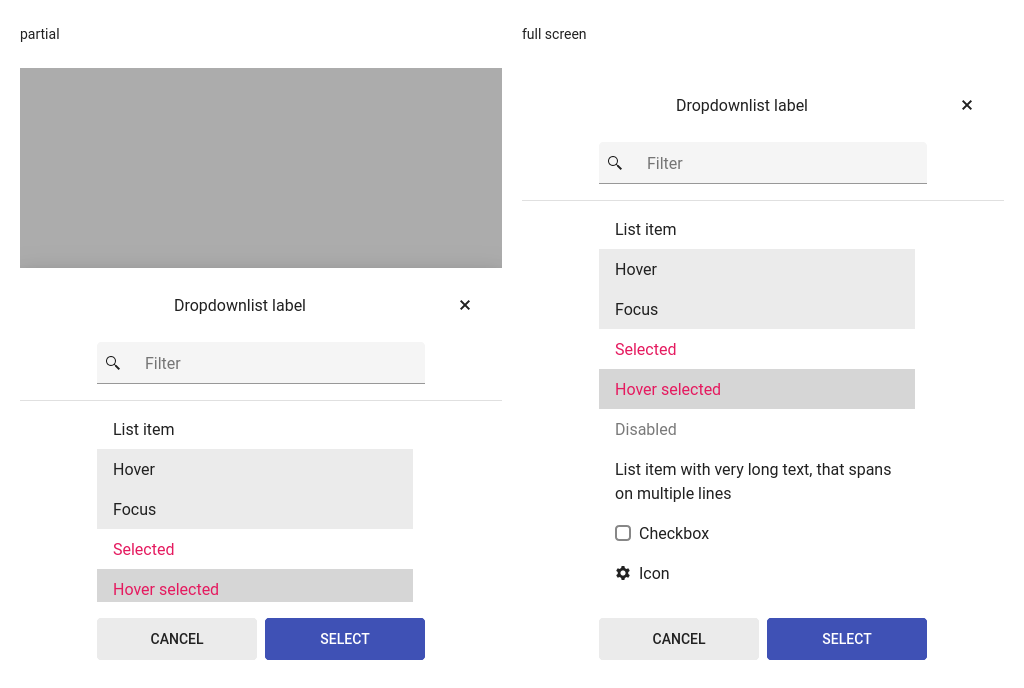 partial
Dropdownlist label
Filter
List item
Hover
Focus
Selected
Hover selected
CANCEL
SELECT
full screen
Dropdownlist label
Filter
List item
Hover
Focus
Selected
Hover selected
Disabled
List item with very long text, that spans
on multiple lines
Checkbox
Icon
CANCEL
SELECT